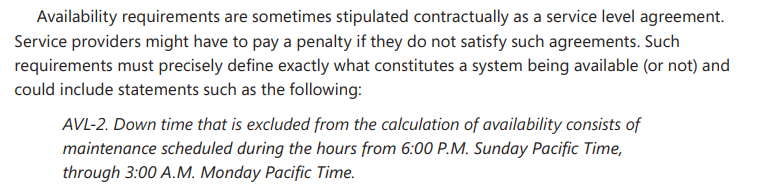 Availability requirements are sometimes stipulated contractually as a service level agreement.
Service providers might have to pay a penalty if they do not satisfy such agreements. Such
requirements must precisely define exactly what constitutes a system being available (or not) and
could include statements such as the following:
AVL-2. Down time that is excluded from the calculation of availability consists of
maintenance scheduled during the hours from 6:00 P.M. Sunday Pacific Time,
through 3:00 A.M. Monday Pacific Time.